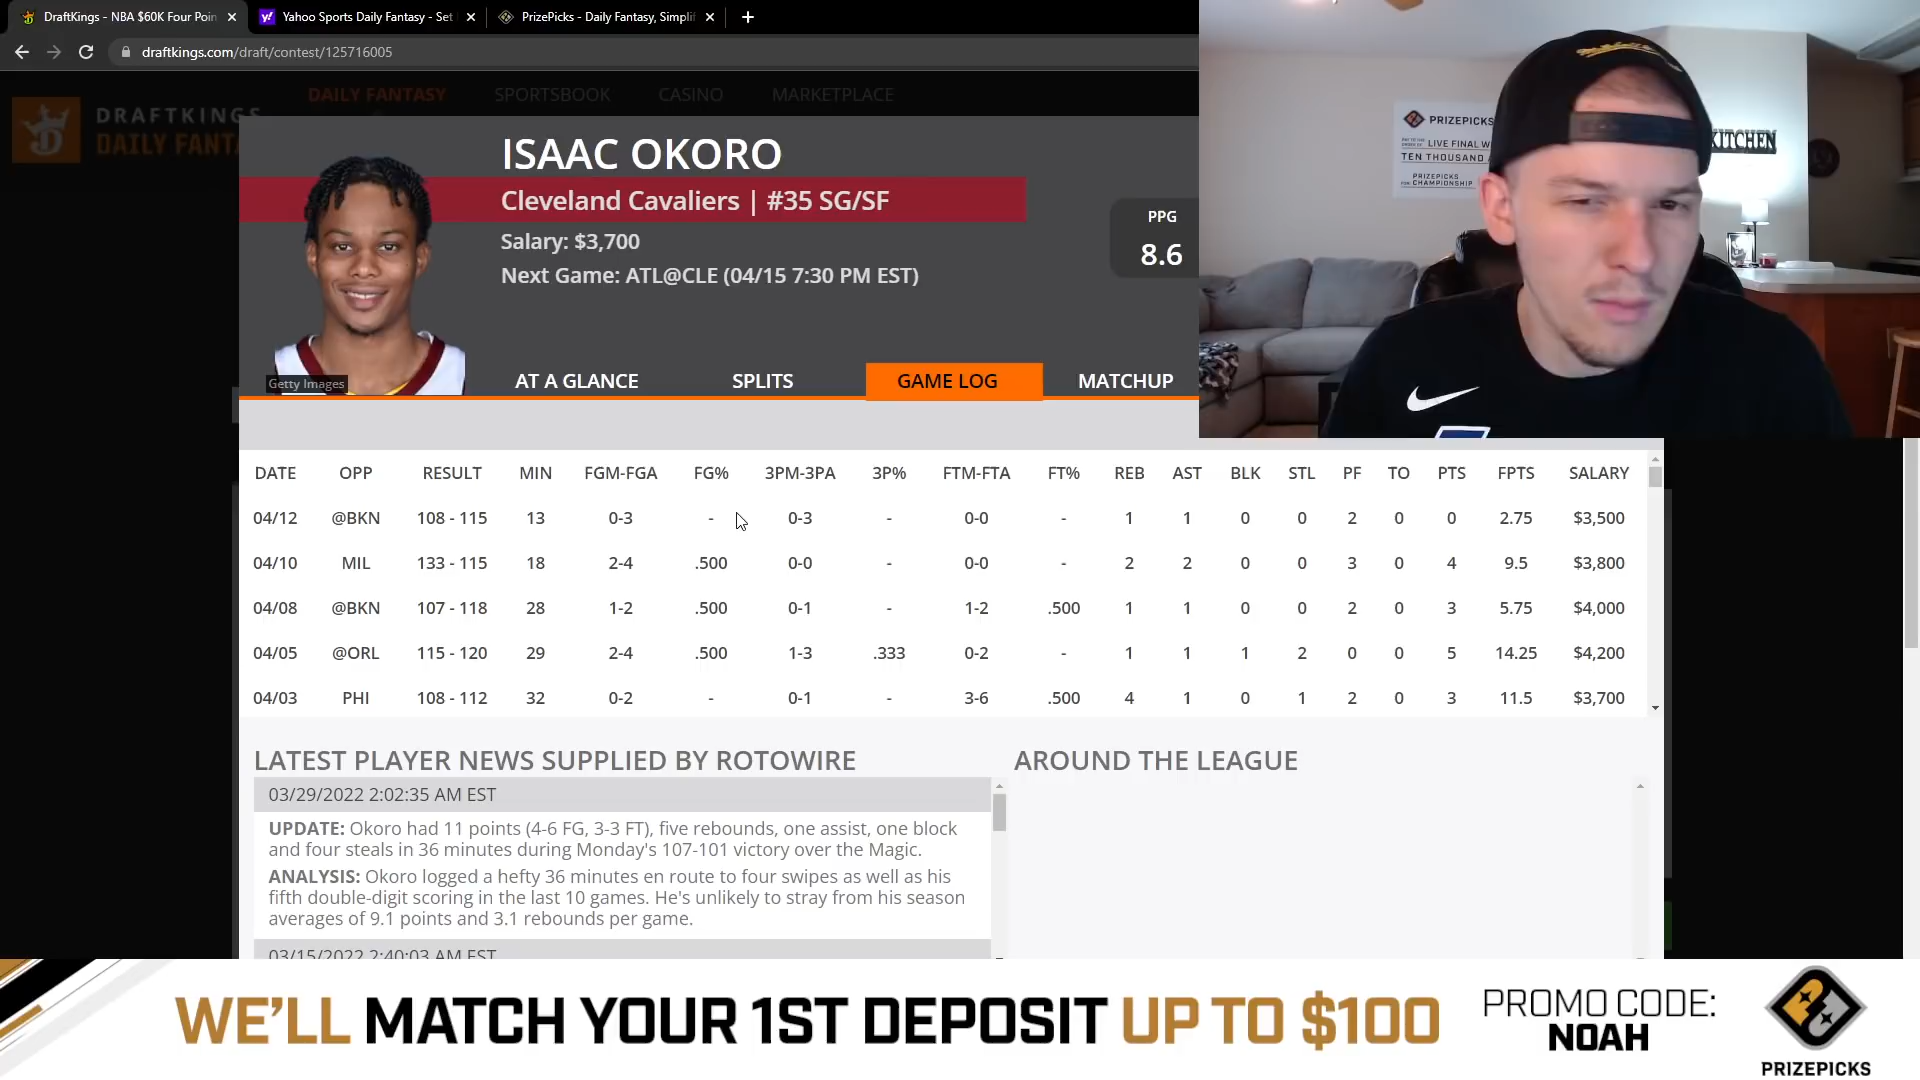 DraftKings - NBA $60K Four Poin
Yahoo Sports Daily Fantasy - Set
PrizePicks - Daily Fantasy, Simplif
draftkings.com/draft/contest/125716005
DRAFTKINGS
DAILY FANTA
DAILY FANTASY SPORTSBOOK CASINO MARKETPLACE
ISAAC OKORO
Cleveland Cavaliers | #35 SG/SF
Salary: $3,700
Next Game: ATL@CLE (04/15 7:30 PM EST)
PPG
8.6
Getty Images
AT A GLANCE SPLITS GAME LOG MATCHUP
PRIZEPICKS
LIVE FINAL W
TEN THOUSAND
PRIZEPICKS
CHAMPIONSHIP
KITCHEN
DATE OPP RESULT MIN FGM-FGA FG% 3PM-3PA 3P% FTM-FTA FT% REB AST BLK STL PF TO PTS FPTS SALARY
04/12 @BKN 108 - 115 13 0-3 - 0-3 - 0-0 - 1 1 0 0 2 0 0 2.75 $3,500
04/10 MIL 133 - 115 18 2-4 .500 0-0 - 0-0 - 2 2 0 0 3 0 4 9.5 $3,800
04/08 @BKN 107 - 118 28 1-2 .500 0-1 - 1-2 .500 1 1 0 0 2 0 3 5.75 $4,000
04/05 @ORL 115 - 120 29 2-4 .500 1-3 .333 0-2 - 1 1 1 2 0 0 5 14.25 $4,200
04/03 PHI 108 - 112 32 0-2 - 0-1 - 3-6 .500 4 1 0 1 2 0 3 11.5 $3,700
LATEST PLAYER NEWS SUPPLIED BY ROTOWIRE
AROUND THE LEAGUE
03/29/2022 2:02:35 AM EST
UPDATE: Okoro had 11 points (4-6 FG, 3-3 FT), five rebounds, one assist, one block
and four steals in 36 minutes during Monday's 107-101 victory over the Magic.
ANALYSIS: Okoro logged a hefty 36 minutes en route to four swipes as well as his
fifth double-digit scoring in the last 10 games. He's unlikely to stray from his season
averages of 9.1 points and 3.1 rebounds per game.
03/15/2022 2:40:03 AM EST
WE'LL MATCH YOUR 1ST DEPOSIT UP TO $100
PROMO CODE:
NOAH
PRIZEPICKS